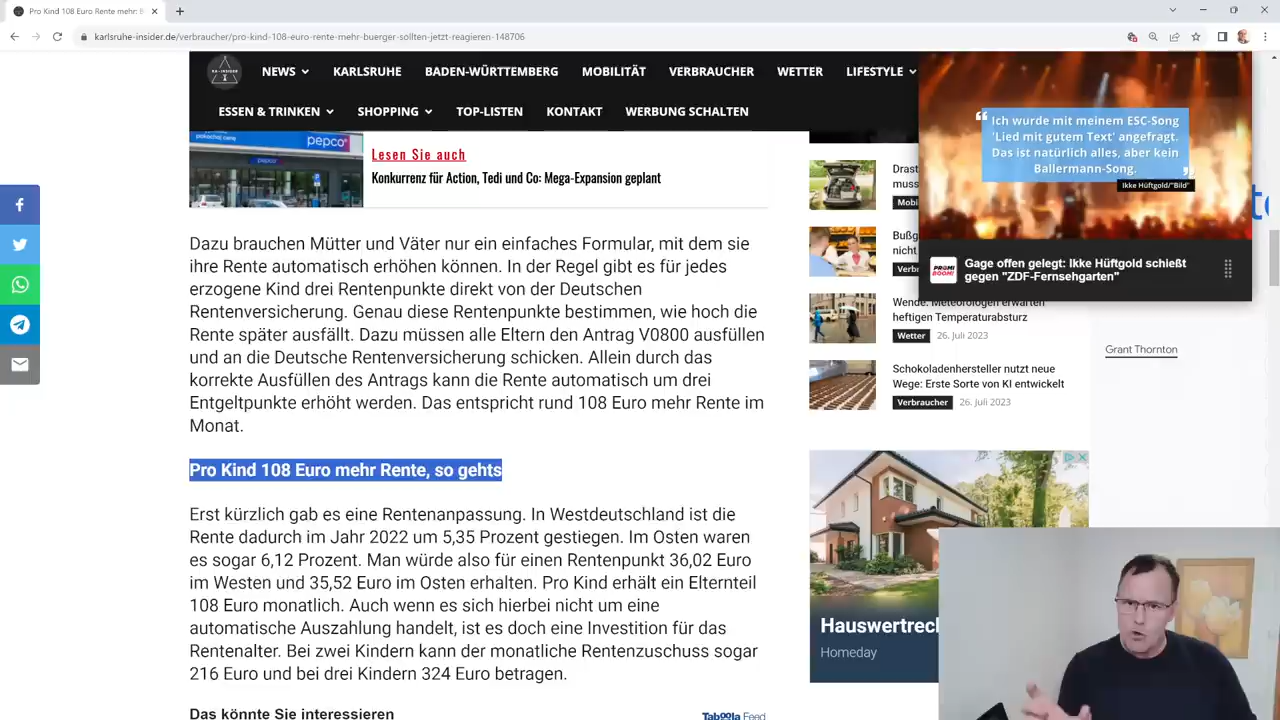 Pro Kind 108 Euro Rente mehr: B
karlsruhe-insider.de/verbraucher/pro-kind-108-euro-rente-mehr-buerger-sollten-jetzt-reagieren-148706
NEWS
KARLSRUHE
BADEN-WÜRTTEMBERG
MOBILITÄT
VERBRAUCHER
WETTER
LIFESTYLE
ESSEN & TRINKEN
SHOPPING
TOP-LISTEN
KONTAKT
WERBUNG SCHALTEN
pepco
pepco
Lesen Sie auch
Konkurrenz für Action, Tedi und Co: Mega-Expansion geplant
Dazu brauchen Mütter und Väter nur ein einfaches Formular, mit dem sie
ihre Rente automatisch erhöhen können. In der Regel gibt es für jedes
erzogene Kind drei Rentenpunkte direkt von der Deutschen
Rentenversicherung. Genau diese Rentenpunkte bestimmen, wie hoch die
Rente später ausfällt. Dazu müssen alle Eltern den Antrag V0800 ausfüllen
und an die Deutsche Rentenversicherung schicken. Allein durch das
korrekte Ausfüllen des Antrags kann die Rente automatisch um drei
Entgeltpunkte erhöht werden. Das entspricht rund 108 Euro mehr Rente im
Monat.
Pro Kind 108 Euro mehr Rente, so gehts
Erst kürzlich gab es eine Rentenanpassung. In Westdeutschland ist die
Rente dadurch im Jahr 2022 um 5,35 Prozent gestiegen. Im Osten waren
es sogar 6,12 Prozent. Man würde also für einen Rentenpunkt 36,02 Euro
im Westen und 35,52 Euro im Osten erhalten. Pro Kind erhält ein Elternteil
108 Euro monatlich. Auch wenn es sich hierbei nicht um eine
automatische Auszahlung handelt, ist es doch eine Investition für das
Rentenalter. Bei zwei Kindern kann der monatliche Rentenzuschuss sogar
216 Euro und bei drei Kindern 324 Euro betragen.
Das könnte Sie interessieren
Taboola Feed
Drast
muss
Mobi
Bußg
nicht
Verbr
Wende: Meteorologen erwarten
heftigen Temperaturabsturz
Wetter 26. Juli 2023
Schokoladenhersteller nutzt neue
Wege: Erste Sorte von KI entwickelt
Verbraucher 26. Juli 2023
Hauswertrecl
Homeday
Ich wurde mit meinem ESC-Song
'Lied mit gutem Text' angefragt.
Das ist natürlich alles, aber kein
Ballermann-Song.
Ikke Hüftgold/"Bild"
PROMI
BOOM!
Gage offen gelegt: Ikke Hüftgold schießt
gegen "ZDF-Fernsehgarten"
Grant Thornton